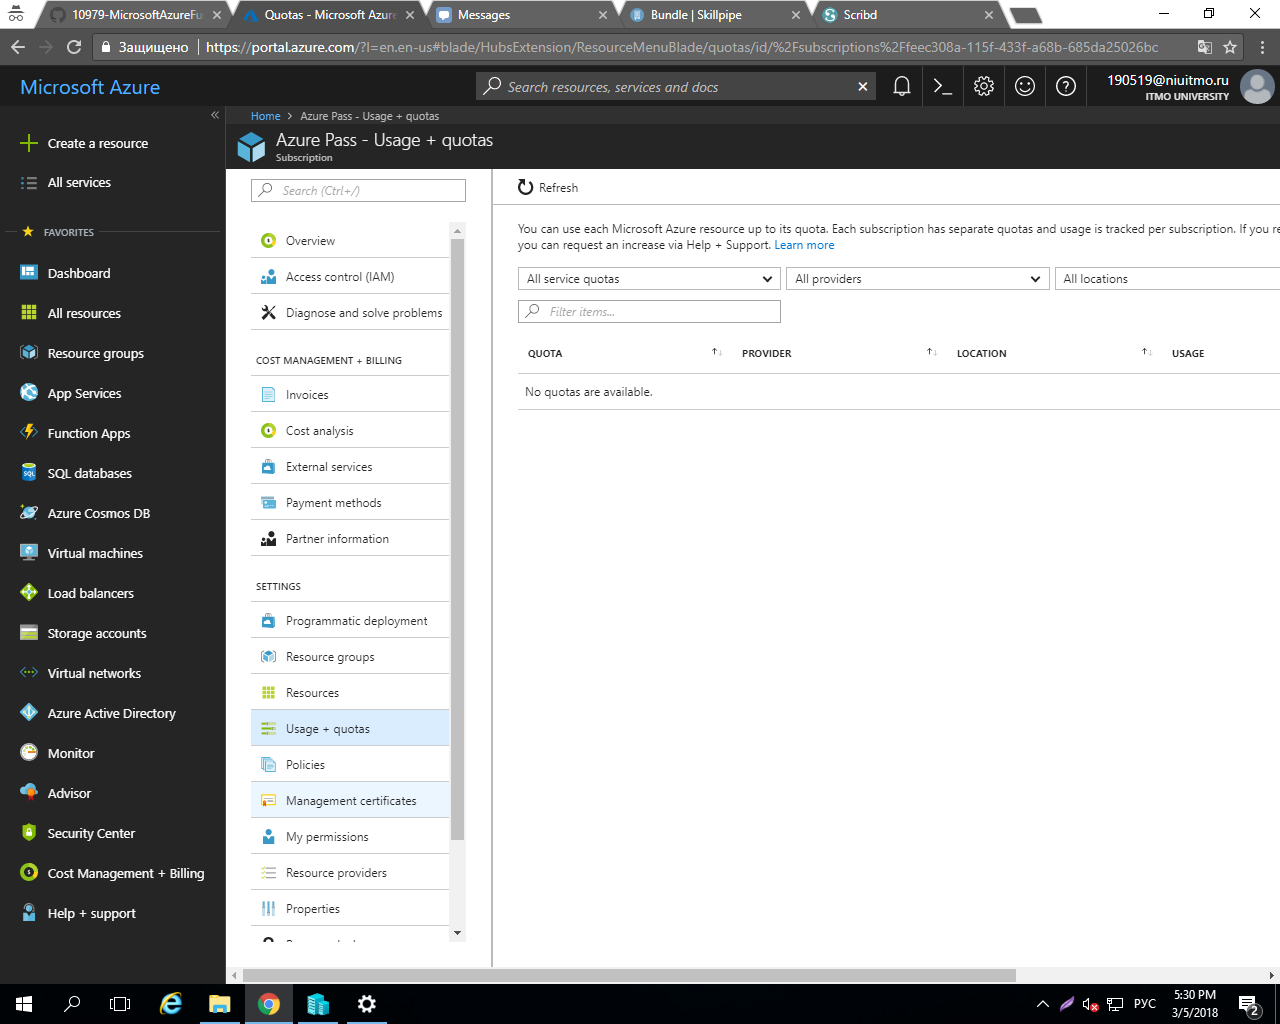 10979-MicrosoftAzureFu
Quotas - Microsoft Azure
Messages
Bundle | Skillpipe
Scribd
Защищено
https://portal.azure.com/?l=en.en-us#blade/HubsExtension/ResourceMenuBlade/quotas/id/%2Fsubscriptions%2Ffeec308a-115f-433f-a68b-685da25026bc
Microsoft Azure
Search resources, services and docs
190519@niuitmo.ru
ITMO UNIVERSITY
Home > Azure Pass - Usage + quotas
Azure Pass - Usage + quotas
Subscription
Create a resource
All services
FAVORITES
Dashboard
All resources
Resource groups
App Services
Function Apps
SQL databases
Azure Cosmos DB
Virtual machines
Load balancers
Storage accounts
Virtual networks
Azure Active Directory
Monitor
Advisor
Security Center
Cost Management + Billing
Help + support
Search (Ctrl+/)
Overview
Access control (IAM)
Diagnose and solve problems
COST MANAGEMENT + BILLING
Invoices
Cost analysis
External services
Payment methods
Partner information
SETTINGS
Programmatic deployment
Resource groups
Resources
Usage + quotas
Policies
Management certificates
My permissions
Resource providers
Properties
Refresh
You can use each Microsoft Azure resource up to its quota. Each subscription has separate quotas and usage is tracked per subscription. If you re
you can request an increase via Help + Support. Learn more
All service quotas
All providers
All locations
Filter items...
QUOTA
PROVIDER
LOCATION
USAGE
No quotas are available.
РУС
5:30 PM
3/5/2018
2